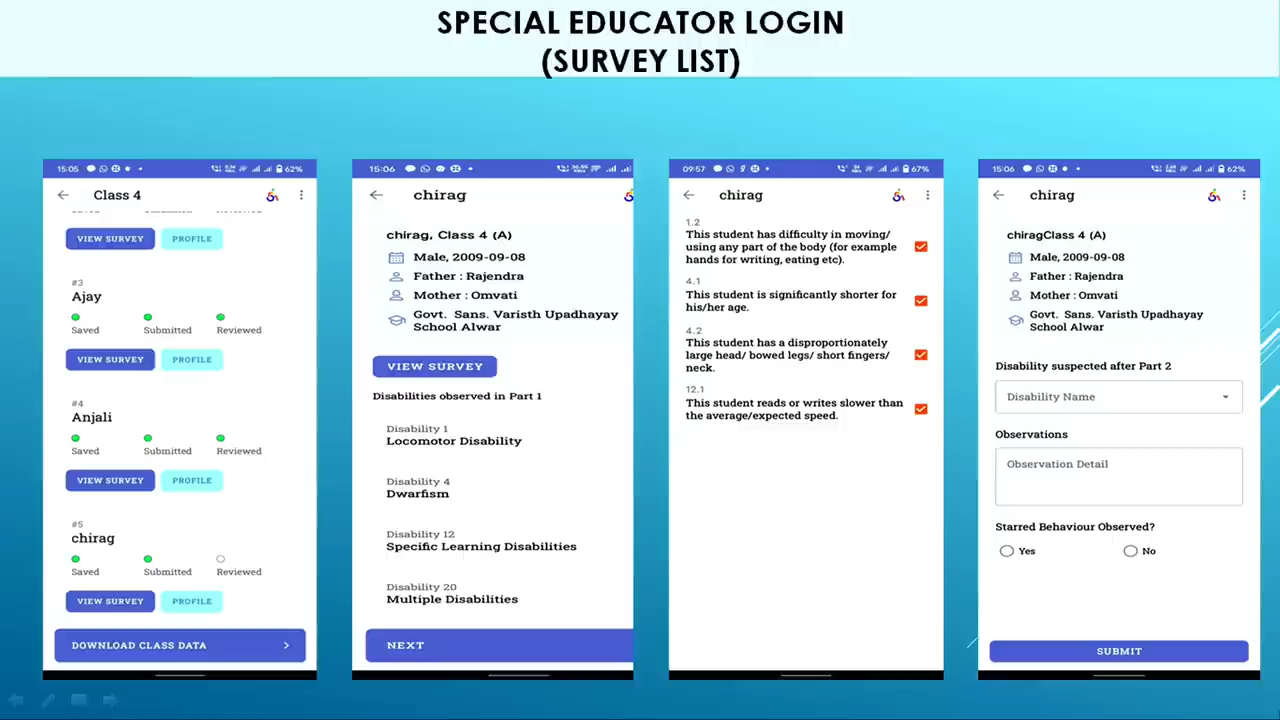 SPECIAL EDUCATOR LOGIN
(SURVEY LIST)
15:05
62%
Class 4
VIEW SURVEY
PROFILE
#3
Ajay
Saved
Submitted
Reviewed
VIEW SURVEY
PROFILE
#4
Anjali
Saved
Submitted
Reviewed
VIEW SURVEY
PROFILE
#5
chirag
Saved
Submitted
Reviewed
VIEW SURVEY
PROFILE
DOWNLOAD CLASS DATA
15:06
chirag
chirag, Class 4 (A)
Male, 2009-09-08
Father : Rajendra
Mother : Omvati
Govt. Sans. Varisth Upadhayay
School Alwar
VIEW SURVEY
Disabilities observed in Part 1
Disability 1
Locomotor Disability
Disability 4
Dwarfism
Disability 12
Specific Learning Disabilities
Disability 20
Multiple Disabilities
NEXT
09:57
67%
chirag
1.2
This student has difficulty in moving/
using any part of the body (for example
hands for writing, eating etc).
4.1
This student is significantly shorter for
his/her age.
4.2
This student has a disproportionately
large head/ bowed legs/ short fingers/
neck.
12.1
This student reads or writes slower than
the average/expected speed.
15:06
62%
chirag
chiragClass 4 (A)
Male, 2009-09-08
Father : Rajendra
Mother : Omvati
Govt. Sans. Varisth Upadhayay
School Alwar
Disability suspected after Part 2
Disability Name
Observations
Observation Detail
Starred Behaviour Observed?
Yes
No
SUBMIT